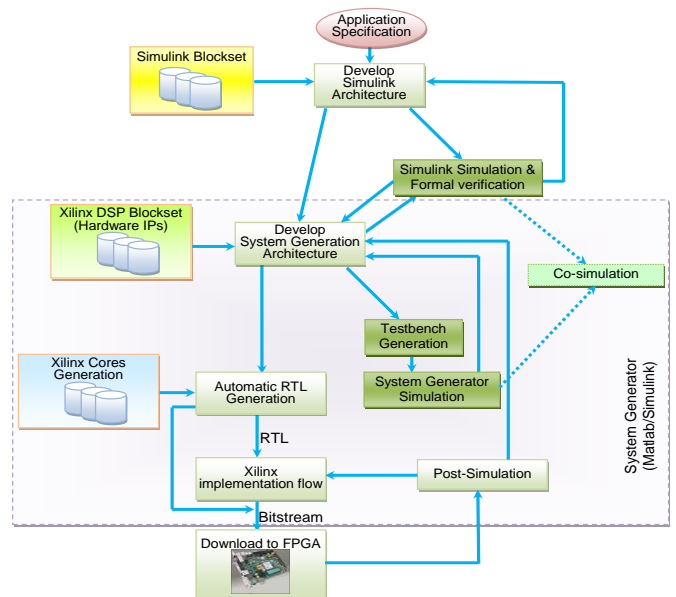 Application
Specification
Simulink Blockset
Develop
Simulink
Architecture
Simulink Simulation &
Formal verification
Xilinx DSP Blockset
(Hardware IPs)
Develop
System Generation
Architecture
Co-simulation
Testbench
Generation
Xilinx Cores
Generation
Automatic RTL
Generation
System Generator
Simulation
System Generator
(Matlab/Simulink)
RTL
Xilinx
implementation flow
Post-Simulation
Bitstream
Download to FPGA